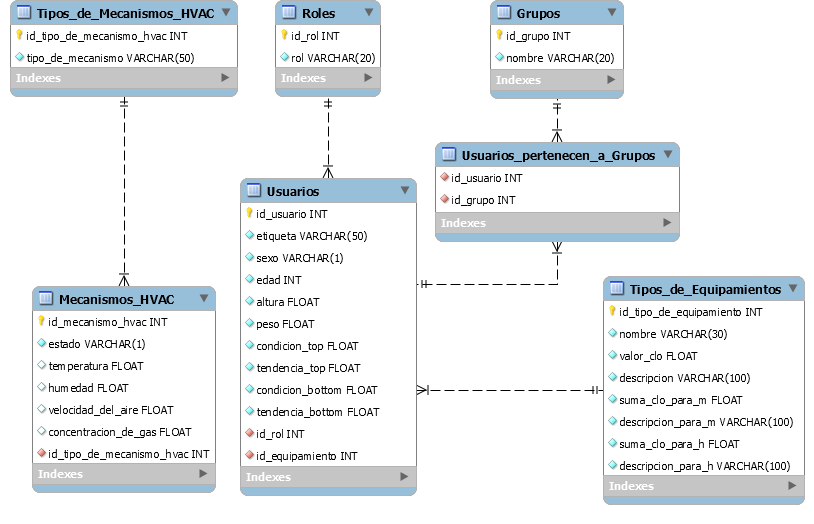 Tipos_de_Mecanismos_HVAC
id_tipo_de_mecanismo_hvac INT
tipo_de_mecanismo VARCHAR(50)
Indexes
Roles
id_rol INT
rol VARCHAR(20)
Indexes
Grupos
id_grupo INT
nombre VARCHAR(20)
Indexes
Usuarios_pertenecen_a_Grupos
id_usuario INT
id_grupo INT
Indexes
Usuarios
id_usuario INT
etiqueta VARCHAR(50)
sexo VARCHAR(1)
edad INT
altura FLOAT
peso FLOAT
condicion_top FLOAT
tendencia_top FLOAT
condicion_bottom FLOAT
tendencia_bottom FLOAT
id_rol INT
id_equipamiento INT
Indexes
Mecanismos_HVAC
id_mecanismo_hvac INT
estado VARCHAR(1)
temperatura FLOAT
humedad FLOAT
velocidad_del_aire FLOAT
concentracion_de_gas FLOAT
id_tipo_de_mecanismo_hvac INT
Indexes
Tipos_de_Equipamientos
id_tipo_de_equipamiento INT
nombre VARCHAR(30)
valor_clo FLOAT
descripcion VARCHAR(100)
suma_clo_para_m FLOAT
descripcion_para_m VARCHAR(100)
suma_clo_para_h FLOAT
descripcion_para_h VARCHAR(100)
Indexes